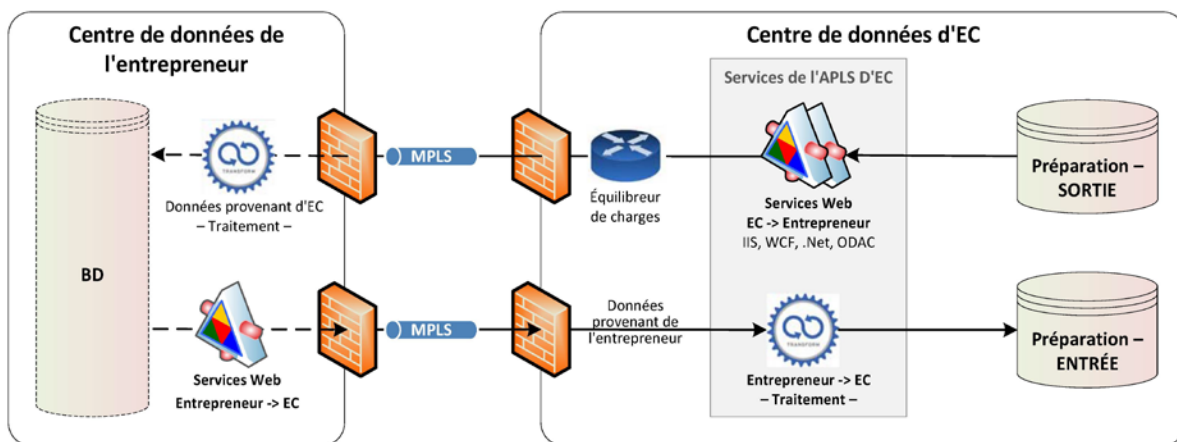 Centre de données de
l'entrepreneur
BD
TRANSFORM
Données provenant d'EC
– Traitement –
Services Web
Entrepreneur -> EC
MPLS
MPLS
Centre de données d'EC
Services de l'APLS D'EC
Équilibreur
de charges
Services Web
EC -> Entrepreneur
IIS, WCF, .Net, ODAC
Préparation –
SORTIE
Données
provenant de
l'entrepreneur
TRANSFORM
Entrepreneur -> EC
– Traitement –
Préparation –
ENTRÉE